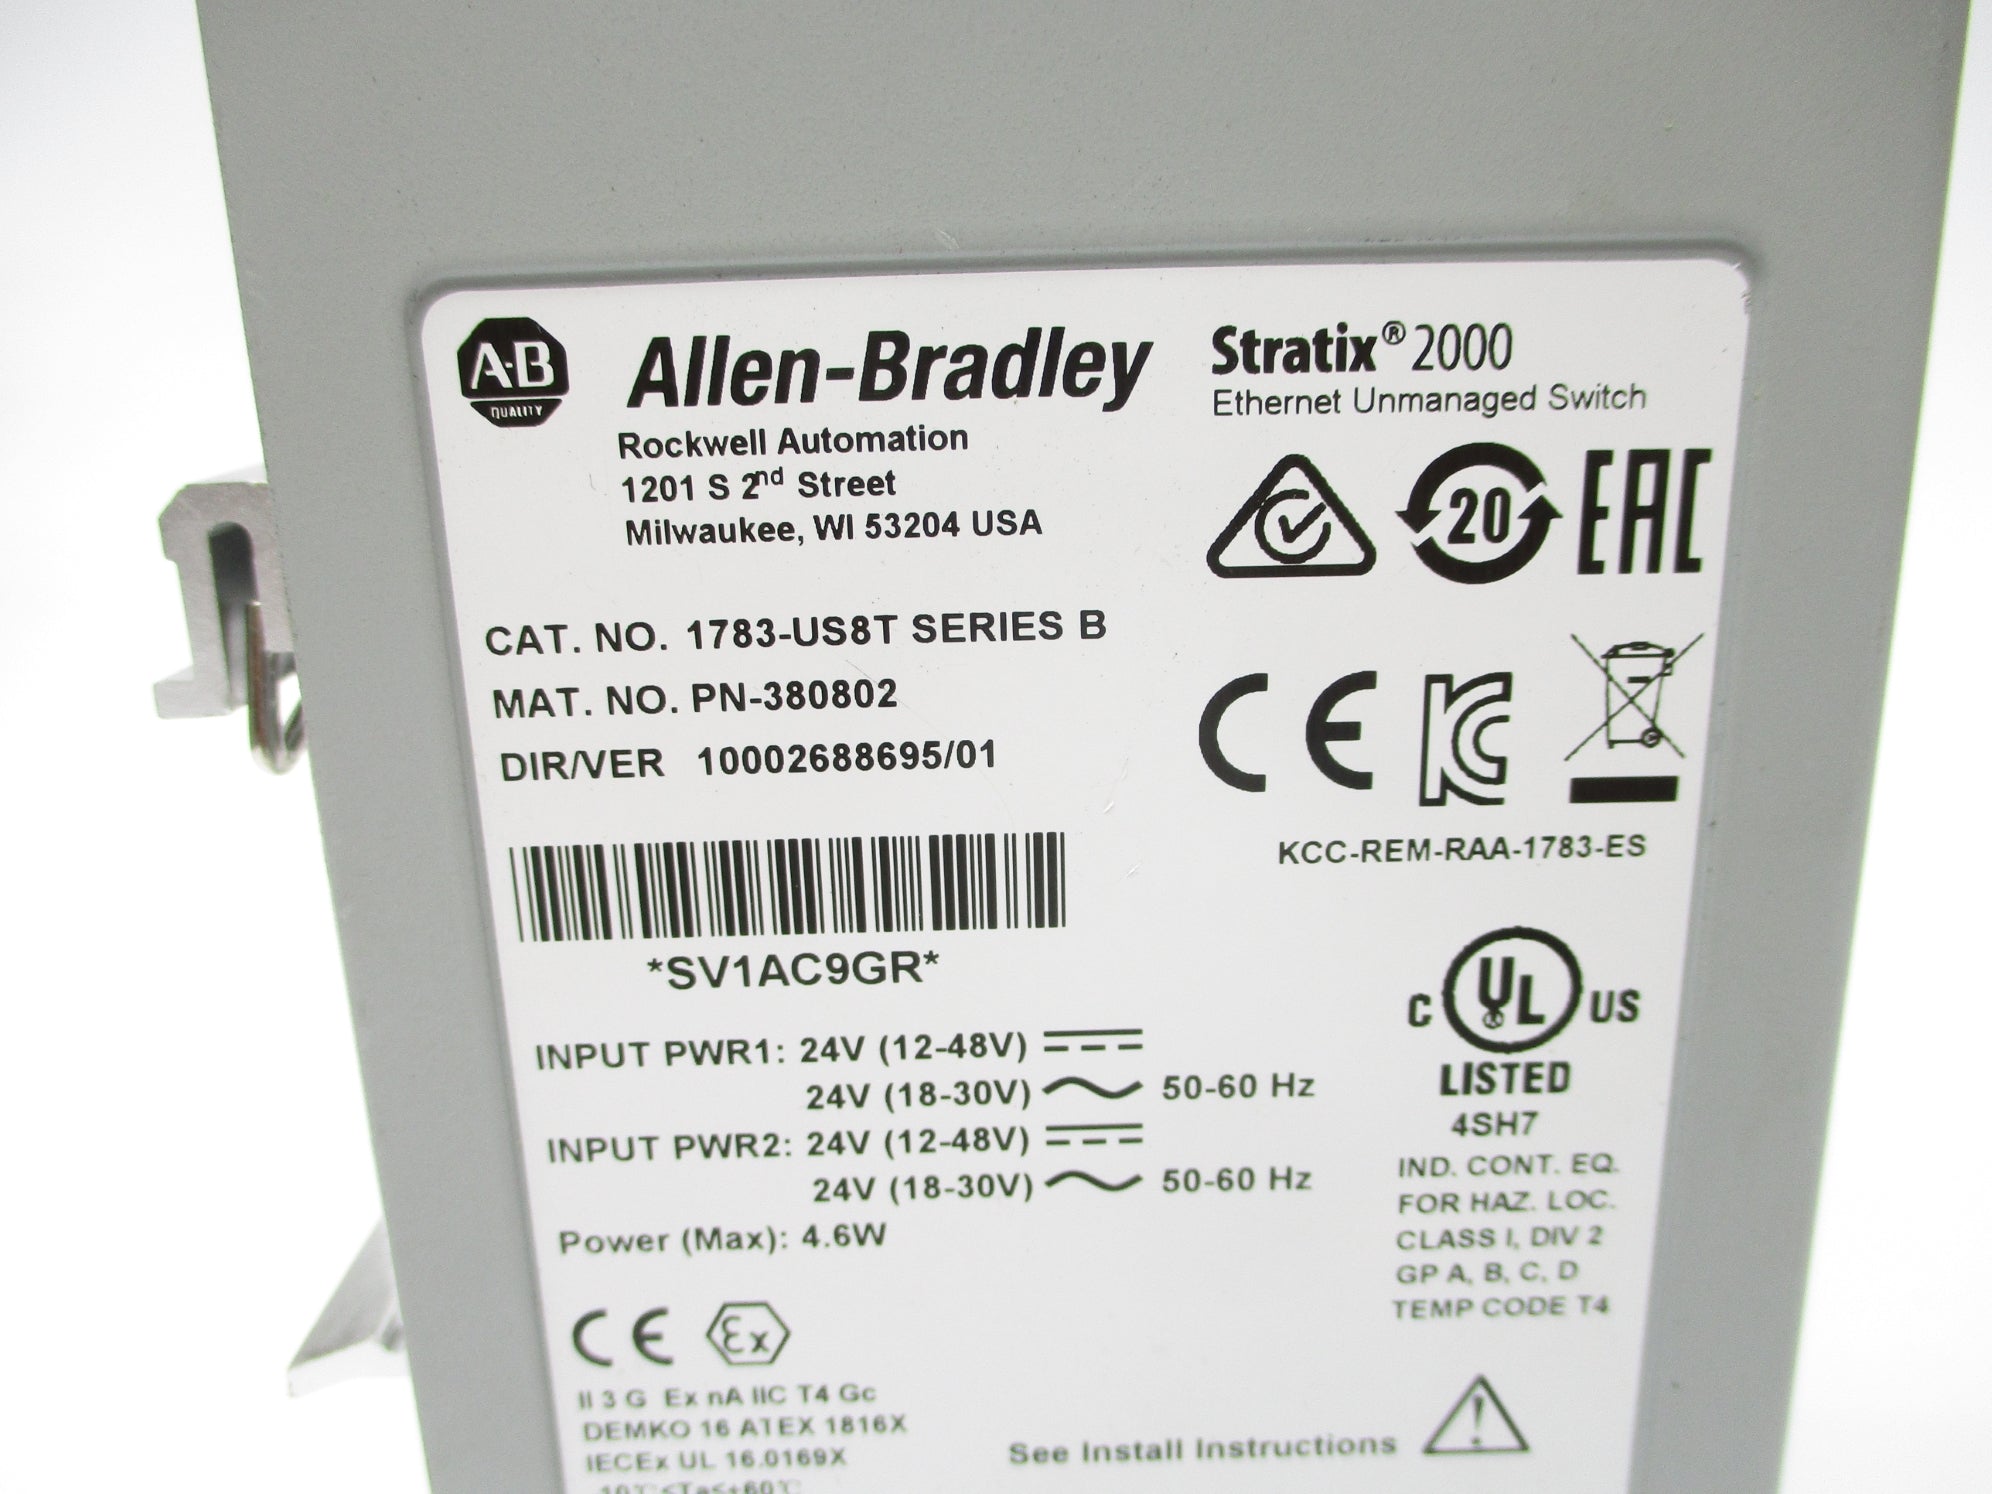 A-B
QUALITY
Allen-Bradley
Rockwell Automation
1201 S 2nd Street
Milwaukee, WI 53204 USA
Stratix® 2000
Ethernet Unmanaged Switch
20
EAC
CAT. NO. 1783-US8T SERIES B
MAT. NO. PN-380802
DIR/VER 10002688695/01
CE
KC
KCC-REM-RAA-1783-ES
*SV1AC9GR*
C UL US
LISTED
4SH7
IND. CONT. EQ.
FOR HAZ. LOC.
CLASS I, DIV 2
GP A, B, C, D
TEMP CODE T4
INPUT PWR1: 24V (12-48V)
24V (18-30V) 50-60 Hz
INPUT PWR2: 24V (12-48V)
24V (18-30V) 50-60 Hz
Power (Max): 4.6W
CE Ex
II 3 G Ex nA IIC T4 Gc
DEMKO 16 ATEX 1816X
IECEx UL 16.0169X
See Install Instructions